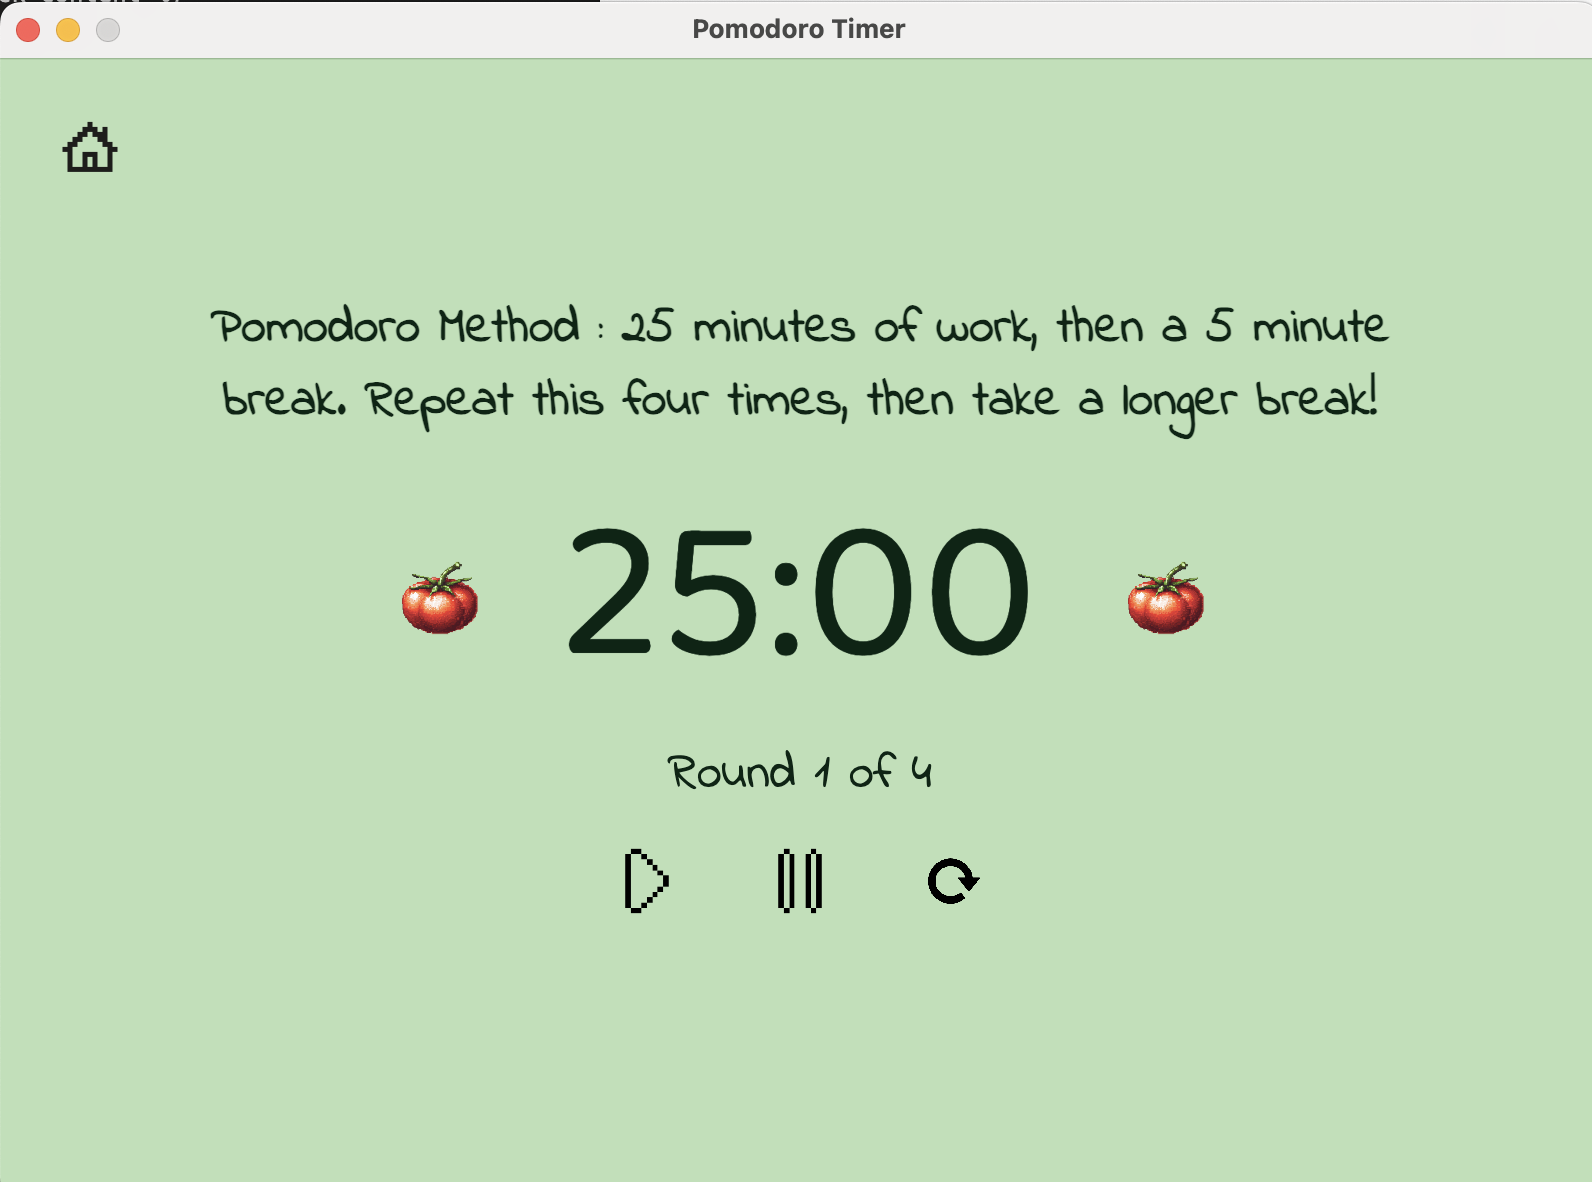 Pomodoro Timer
Pomodoro Method : 25 minutes of work, then a 5 minute
break. Repeat this four times, then take a longer break!
25:00
Round 1 of 4